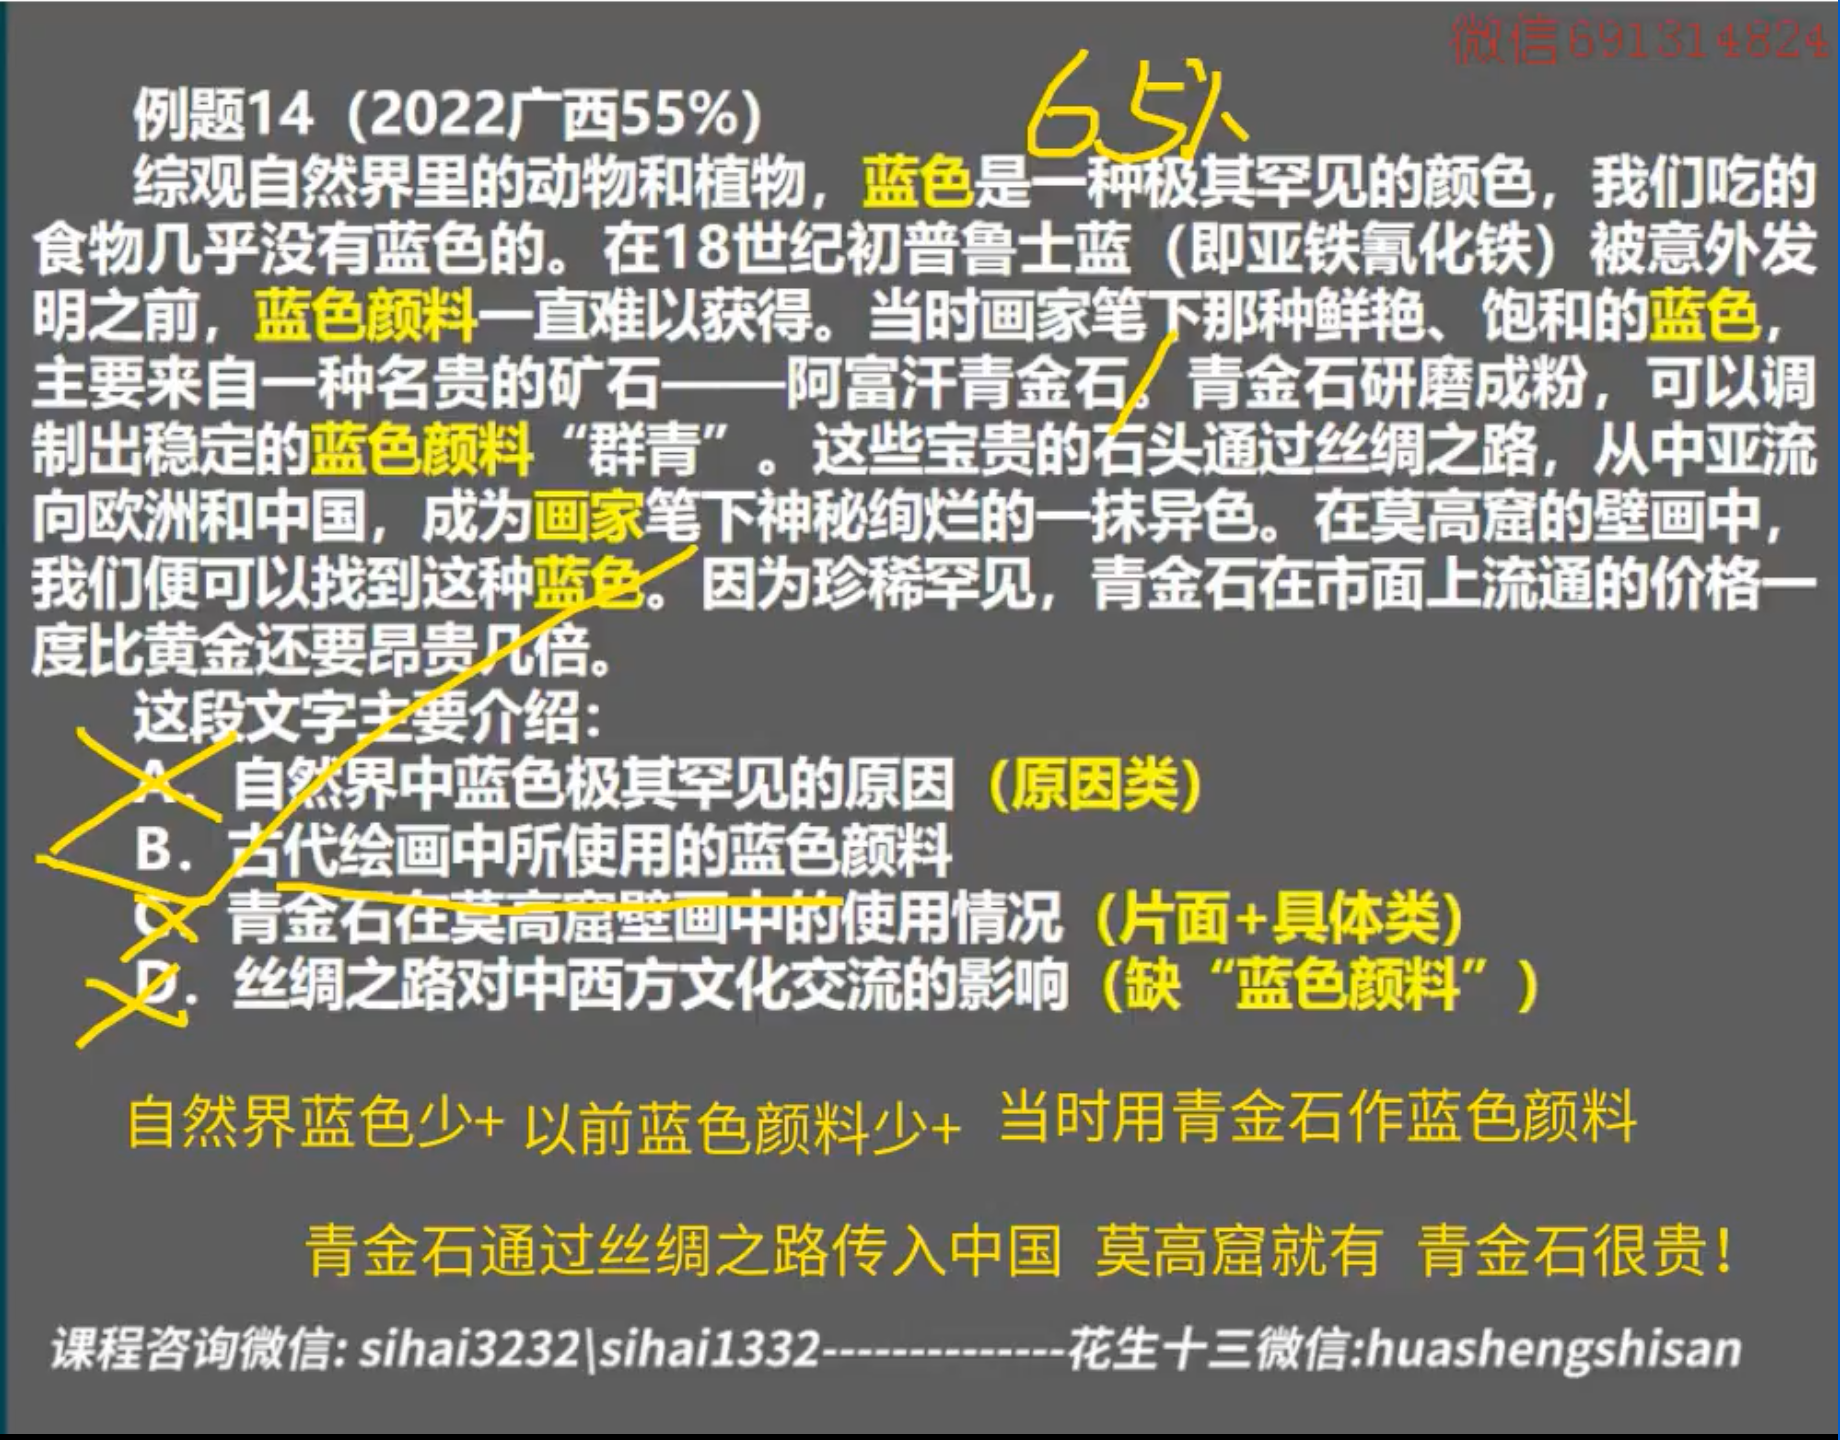 微信691314824
65%
例题14（2022广西55%）
综观自然界里的动物和植物，蓝色是一种极其罕见的颜色，我们吃的
食物几乎没有蓝色的。在18世纪初普鲁士蓝（即亚铁氰化铁）被意外发
明之前，蓝色颜料一直难以获得。当时画家笔下那种鲜艳、饱和的蓝色，
主要来自一种名贵的矿石——阿富汗青金石。青金石研磨成粉，可以调
制出稳定的蓝色颜料“群青”。这些宝贵的石头通过丝绸之路，从中亚流
向欧洲和中国，成为画家笔下神秘绚烂的一抹异色。在莫高窟的壁画中，
我们便可以找到这种蓝色。因为珍稀罕见，青金石在市面上流通的价格一
度比黄金还要昂贵几倍。
这段文字主要介绍：
A．自然界中蓝色极其罕见的原因（原因类）
B．古代绘画中所使用的蓝色颜料
C．青金石在莫高窟壁画中的使用情况（片面+具体类）
D．丝绸之路对中西方文化交流的影响（缺“蓝色颜料”）
自然界蓝色少+ 以前蓝色颜料少+ 当时用青金石作蓝色颜料
青金石通过丝绸之路传入中国 莫高窟就有 青金石很贵！
课程咨询微信: sihai3232\sihai1332--------------花生十三微信:huashengshisan